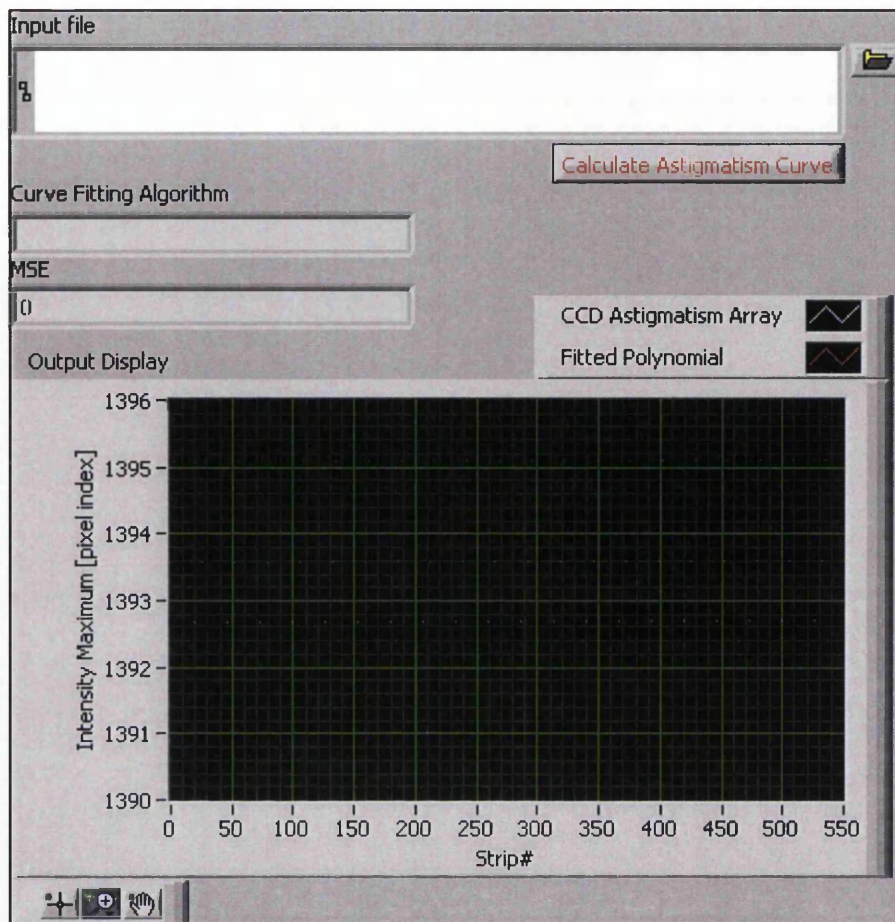 Input file
Calculate Astigmatism Curve
Curve Fitting Algorithm
MSE
0
CCD Astigmatism Array
Fitted Polynomial
Output Display
Intensity Maximum [pixel index]
1396
1395
1394
1393
1392
1391
1390
0 50 100 150 200 250 300 350 400 450 500 550
Strip#